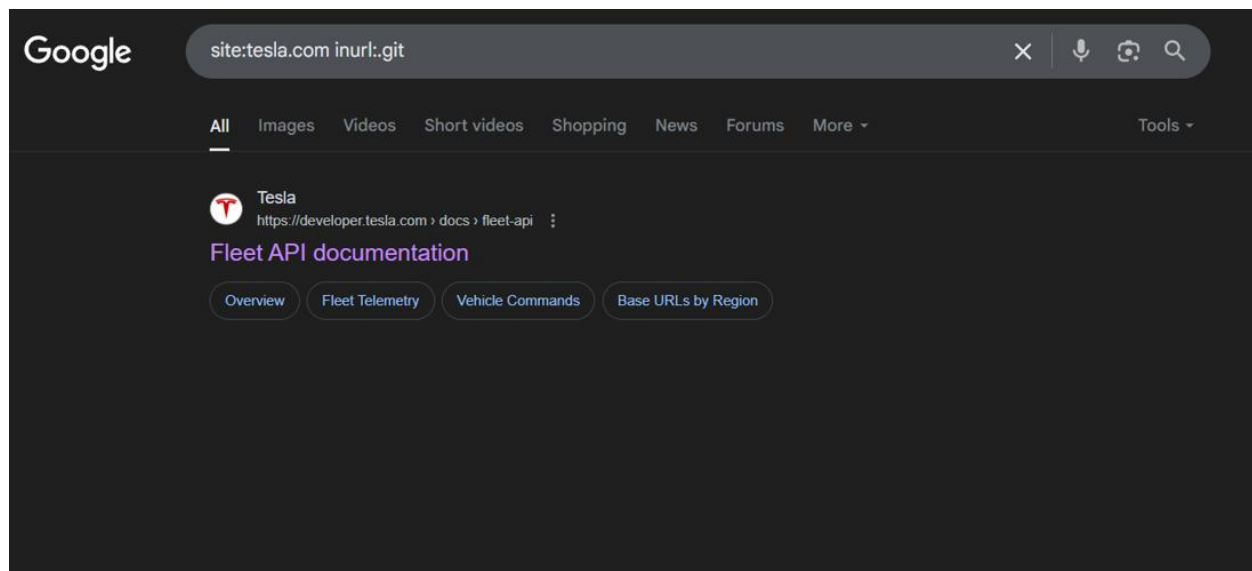 Google
site:tesla.com inurl:.git
All Images Videos Short videos Shopping News Forums More Tools
Tesla
https://developer.tesla.com › docs › fleet-api
Fleet API documentation
Overview Fleet Telemetry Vehicle Commands Base URLs by Region